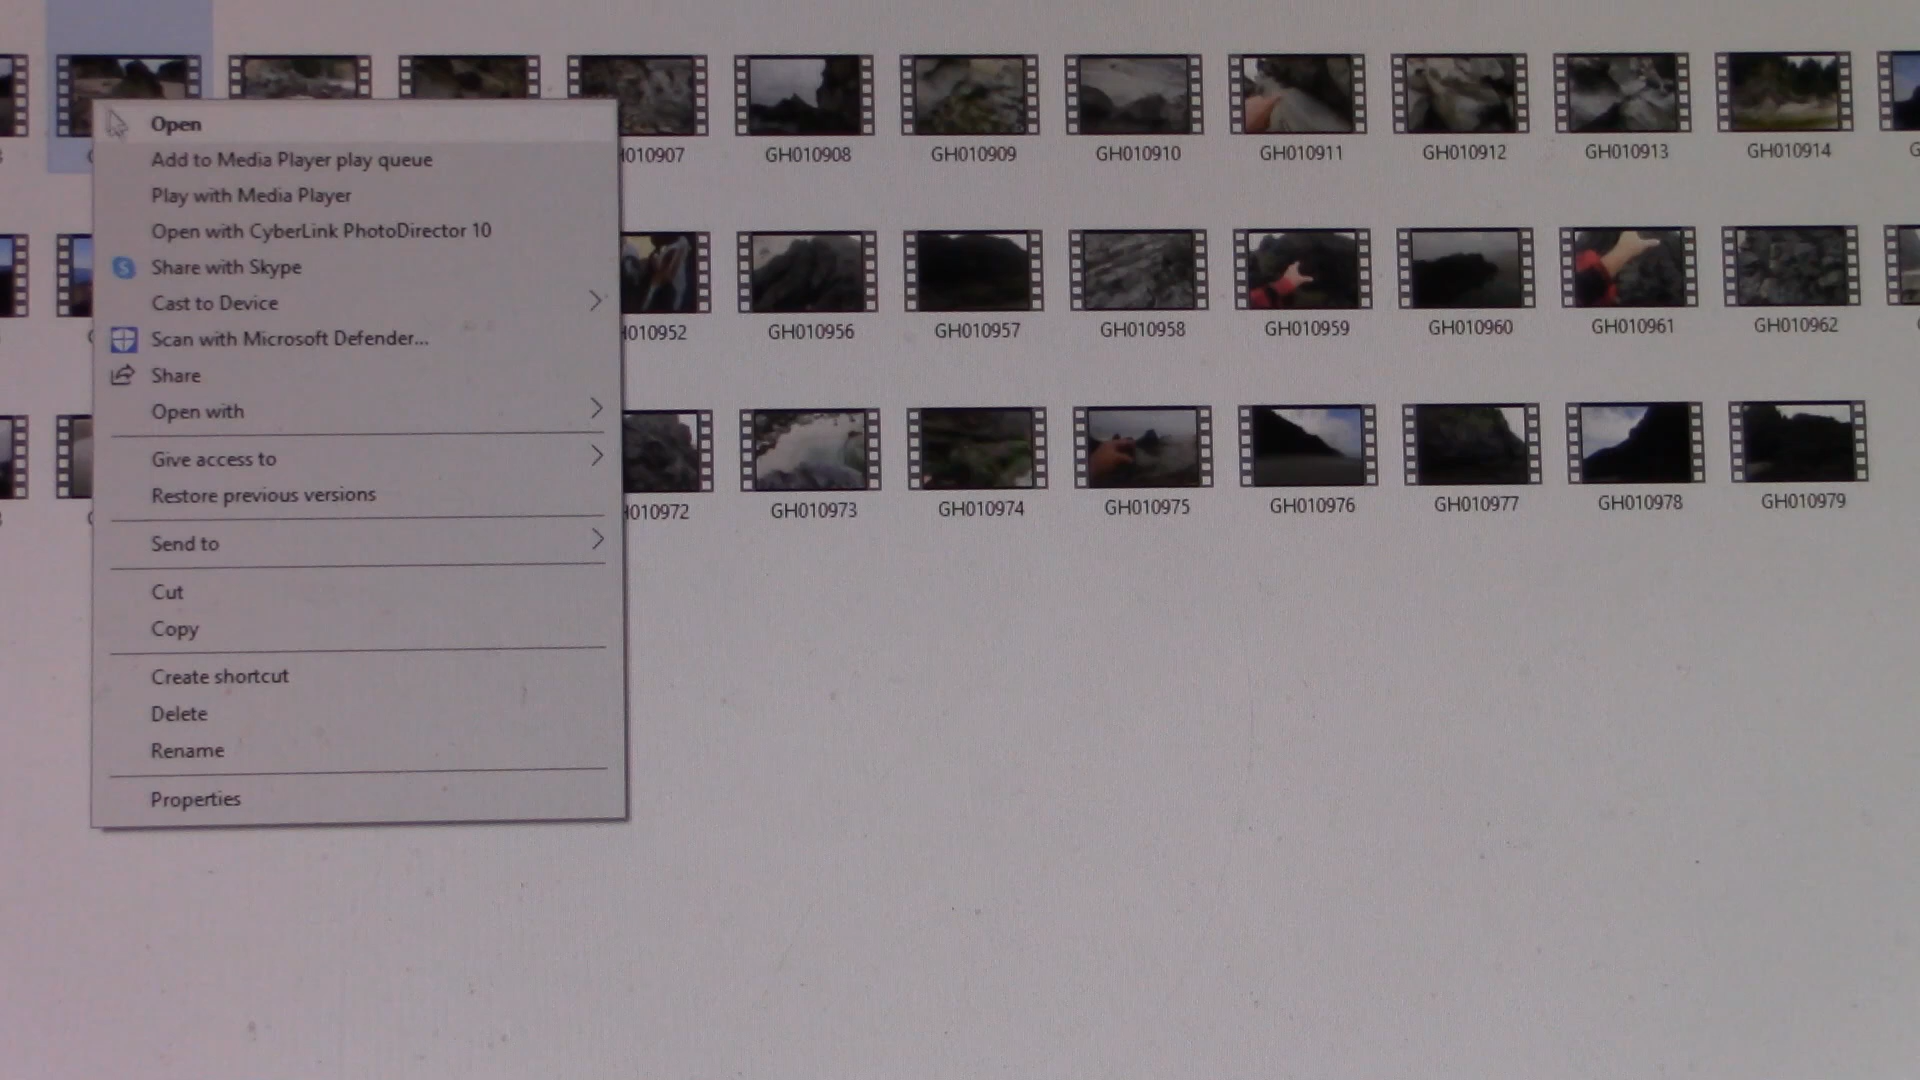 GH010908 GH010909 GH010910 GH010911 GH010912 GH010913 GH010914
Open
Add to Media Player play queue
Play with Media Player
Open with CyberLink PhotoDirector 10
Share with Skype
Cast to Device
Scan with Microsoft Defender...
Share
Open with
Give access to
Restore previous versions
Send to
Cut
Copy
Create shortcut
Delete
Rename
Properties
H010907
H010952 GH010956 GH010957 GH010958 GH010959 GH010960 GH010961 GH010962
H010972 GH010973 GH010974 GH010975 GH010976 GH010977 GH010978 GH010979